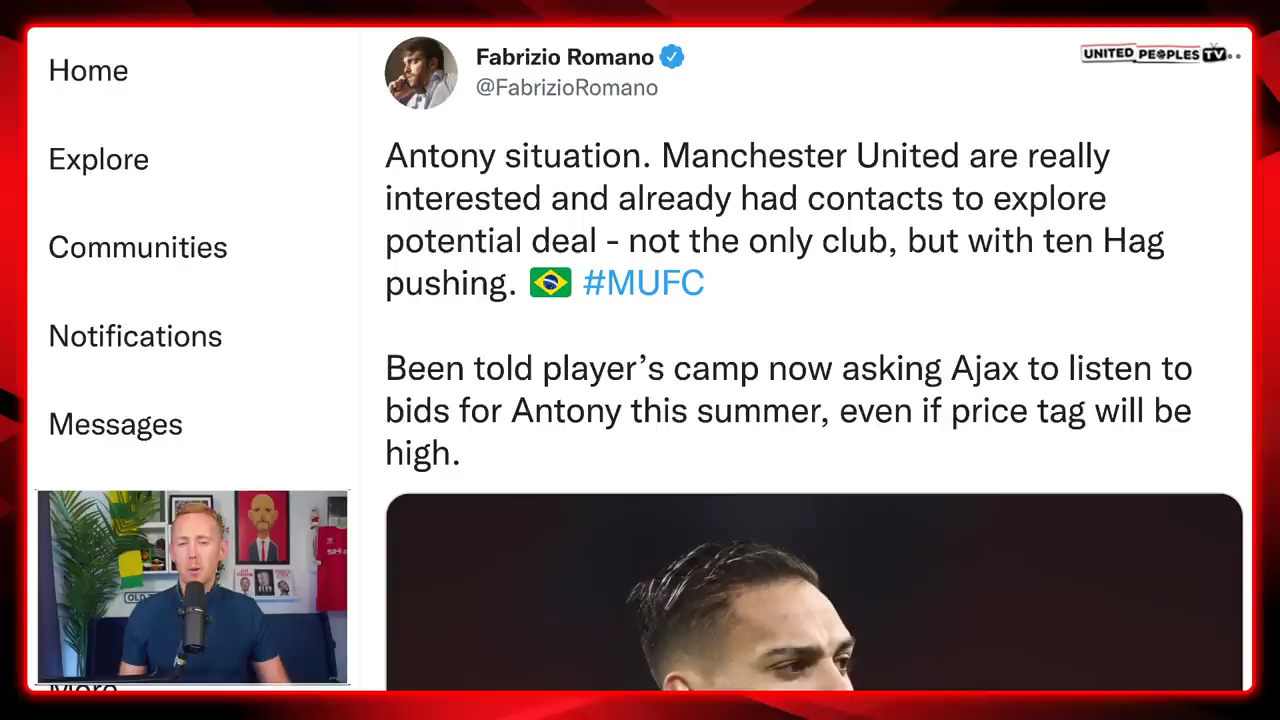 Home
Explore
Communities
Notifications
Messages
More
Fabrizio Romano
@FabrizioRomano
UNITED PEOPLES TV
Antony situation. Manchester United are really
interested and already had contacts to explore
potential deal - not the only club, but with ten Hag
pushing. 🇧🇷 #MUFC
Been told player’s camp now asking Ajax to listen to
bids for Antony this summer, even if price tag will be
high.
OLD